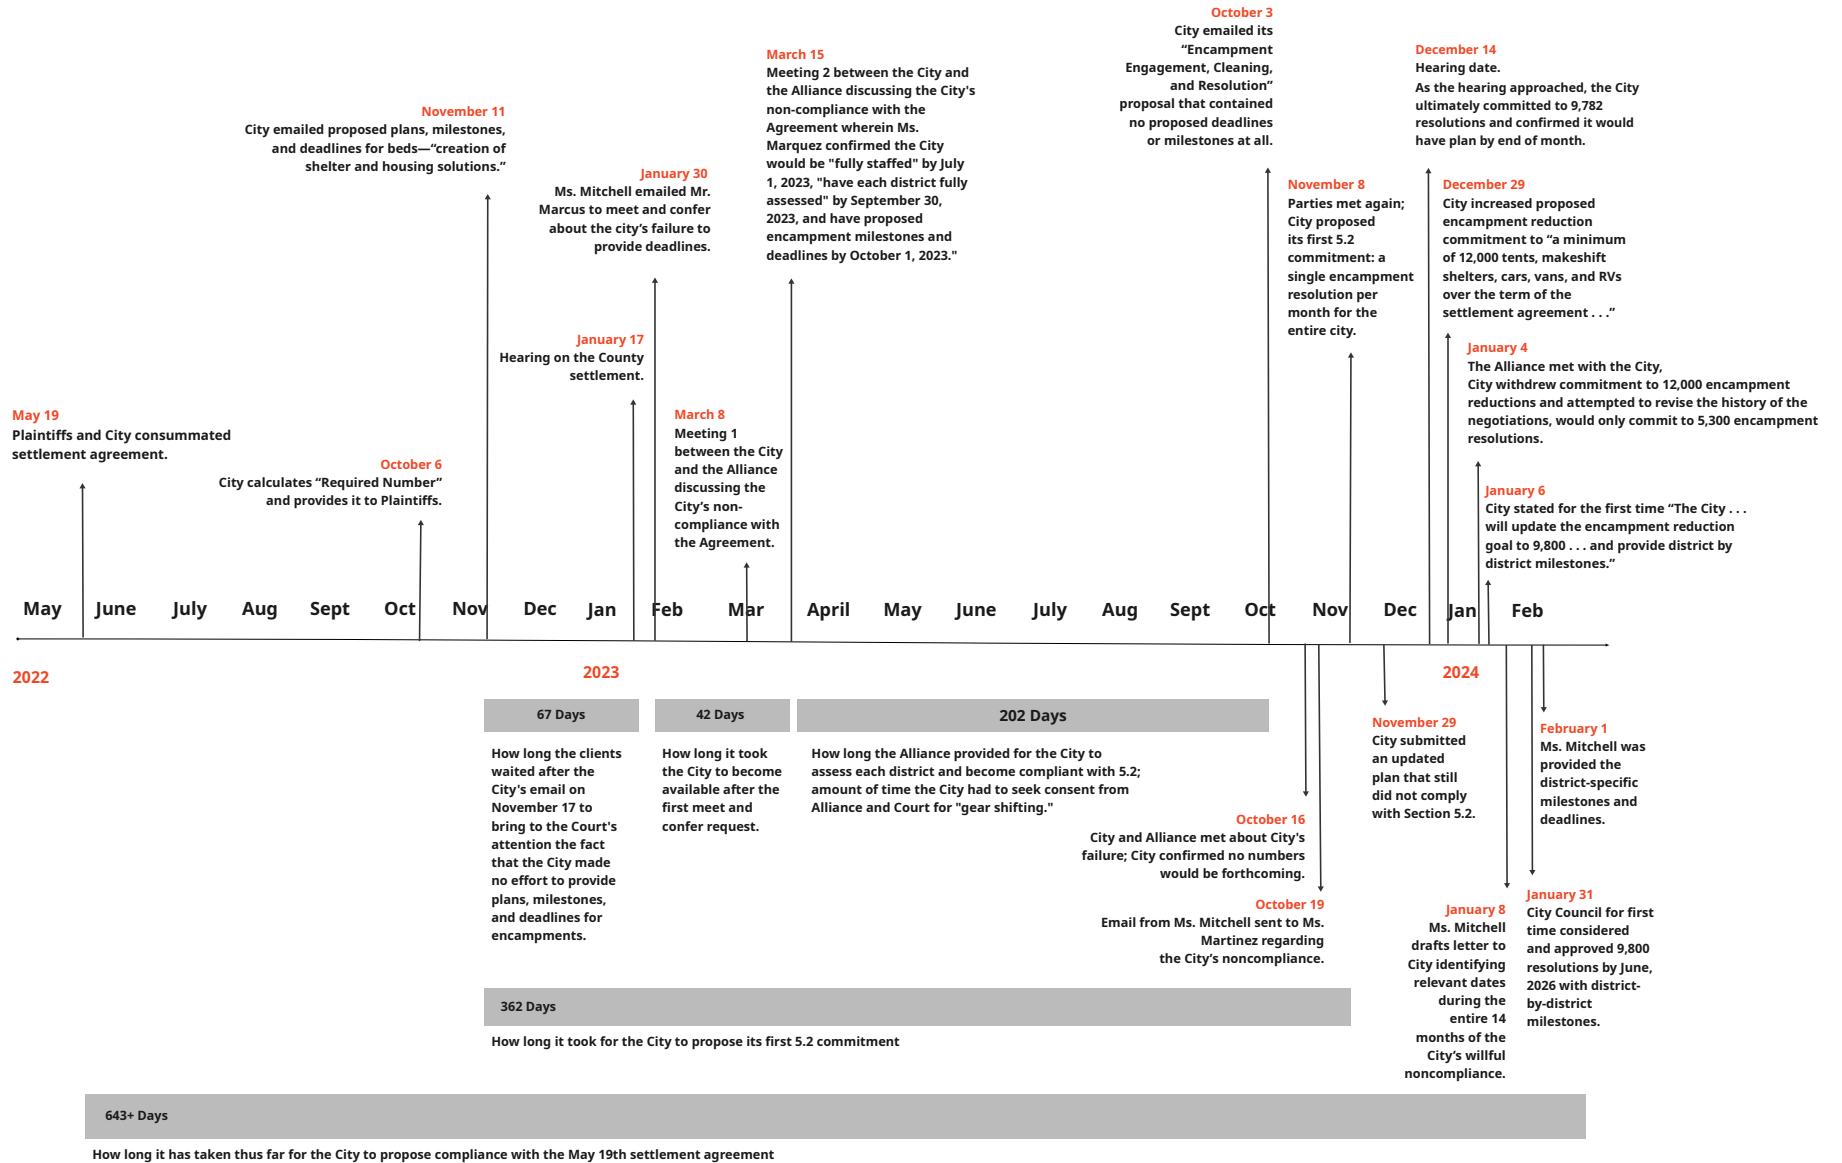 May 19
Plaintiffs and City consummated
settlement agreement.
October 6
City calculates “Required Number”
and provides it to Plaintiffs.
November 11
City emailed proposed plans, milestones,
and deadlines for beds—“creation of
shelter and housing solutions.”
January 17
Hearing on the County
settlement.
January 30
Ms. Mitchell emailed Mr.
Marcus to meet and confer
about the city’s failure to
provide deadlines.
March 8
Meeting 1
between the City
and the Alliance
discussing the
City’s non-
compliance with
the Agreement.
March 15
Meeting 2 between the City and
the Alliance discussing the City's
non-compliance with the
Agreement wherein Ms.
Marquez confirmed the City
would be "fully staffed" by July
1, 2023, "have each district fully
assessed" by September 30,
2023, and have proposed
encampment milestones and
deadlines by October 1, 2023."
October 3
City emailed its
“Encampment
Engagement, Cleaning,
and Resolution”
proposal that contained
no proposed deadlines
or milestones at all.
November 8
Parties met again;
City proposed
its first 5.2
commitment: a
single encampment
resolution per
month for the
entire city.
December 14
Hearing date.
As the hearing approached, the City
ultimately committed to 9,782
resolutions and confirmed it would
have plan by end of month.
December 29
City increased proposed
encampment reduction
commitment to “a minimum
of 12,000 tents, makeshift
shelters, cars, vans, and RVs
over the term of the
settlement agreement . . .”
January 4
The Alliance met with the City,
City withdrew commitment to 12,000 encampment
reductions and attempted to revise the history of the
negotiations, would only commit to 5,300 encampment
resolutions.
January 6
City stated for the first time “The City . . .
will update the encampment reduction
goal to 9,800 . . . and provide district by
district milestones.”
May June July Aug Sept Oct Nov Dec Jan Feb Mar April May June July Aug Sept Oct Nov Dec Jan Feb
2022 2023 2024
67 Days
How long the clients
waited after the
City's email on
November 17 to
bring to the Court's
attention the fact
that the City made
no effort to provide
plans, milestones,
and deadlines for
encampments.
42 Days
How long it took
the City to become
available after the
first meet and
confer request.
202 Days
How long the Alliance provided for the City to
assess each district and become compliant with 5.2;
amount of time the City had to seek consent from
Alliance and Court for "gear shifting."
October 16
City and Alliance met about City's
failure; City confirmed no numbers
would be forthcoming.
October 19
Email from Ms. Mitchell sent to Ms.
Martinez regarding
the City’s noncompliance.
November 29
City submitted
an updated
plan that still
did not comply
with Section 5.2.
January 8
Ms. Mitchell
drafts letter to
City identifying
relevant dates
during the
entire 14
months of the
City’s willful
noncompliance.
January 31
City Council for first
time considered
and approved 9,800
resolutions by June,
2026 with district-
by-district
milestones.
February 1
Ms. Mitchell was
provided the
district-specific
milestones and
deadlines.
362 Days
How long it took for the City to propose its first 5.2 commitment
643+ Days
How long it has taken thus far for the City to propose compliance with the May 19th settlement agreement